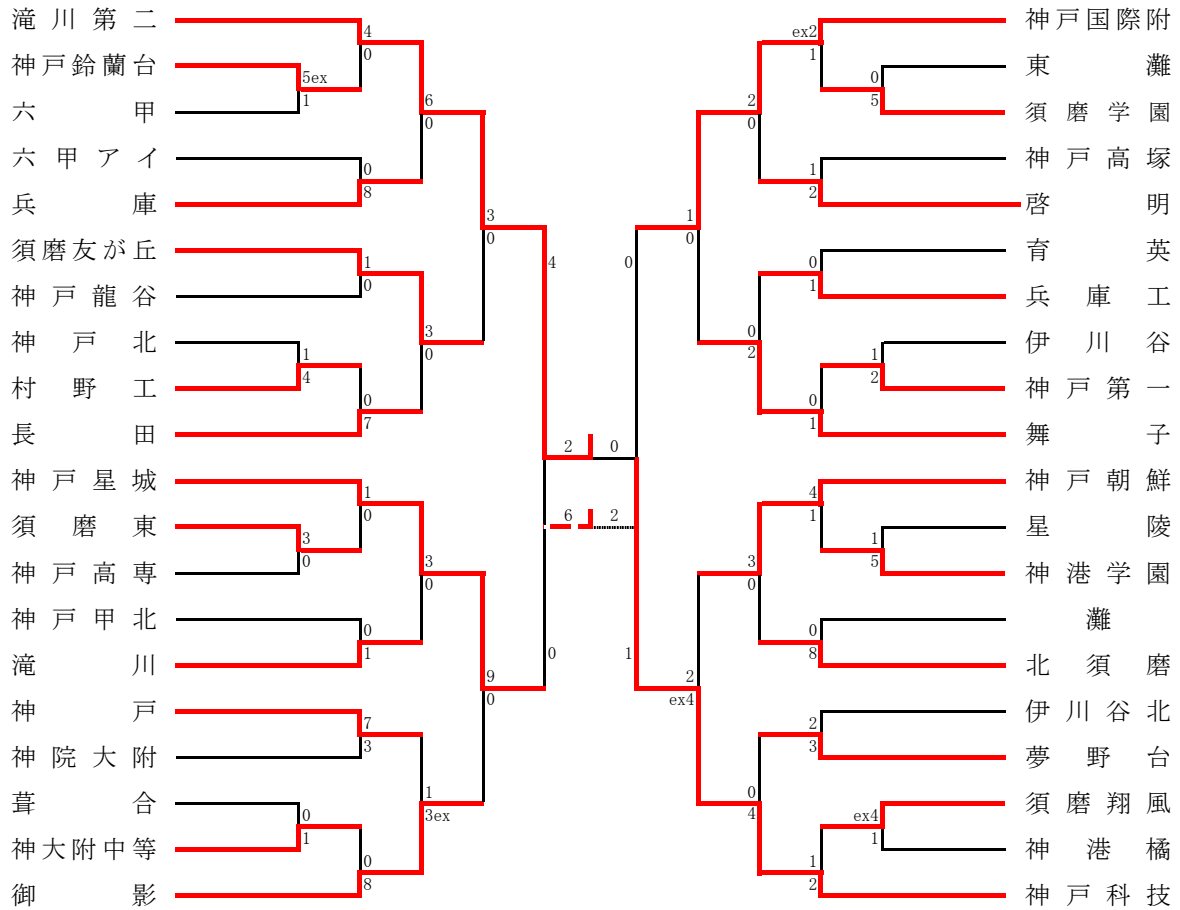 滝川第二
4
0
神戸鈴蘭台
5ex
1
六甲
6
0
六甲アイ
0
8
兵庫
3
0
須磨友が丘
1
0
神戸龍谷
3
0
神戸北
1
4
村野工
0
7
長田
4
神戸星城
1
0
須磨東
3
0
神戸高専
3
0
神戸甲北
0
1
滝川
0
9
0
神戸
7
3
神院大附
1
3ex
葺合
0
1
神大附中等
0
8
御影
2 0
6 2
神戸国際附
ex2
1
東灘
0
5
須磨学園
2
0
神戸高塚
1
2
啓明
1
0
育英
0
1
兵庫工
0
2
伊川谷
1
2
神戸第一
0
1
舞子
0
神戸朝鮮
4
1
星陵
1
5
神港学園
3
0
灘
0
8
北須磨
1
2
ex4
伊川谷北
2
3
夢野台
0
4
須磨翔風
ex4
1
神港橘
1
2
神戸科技